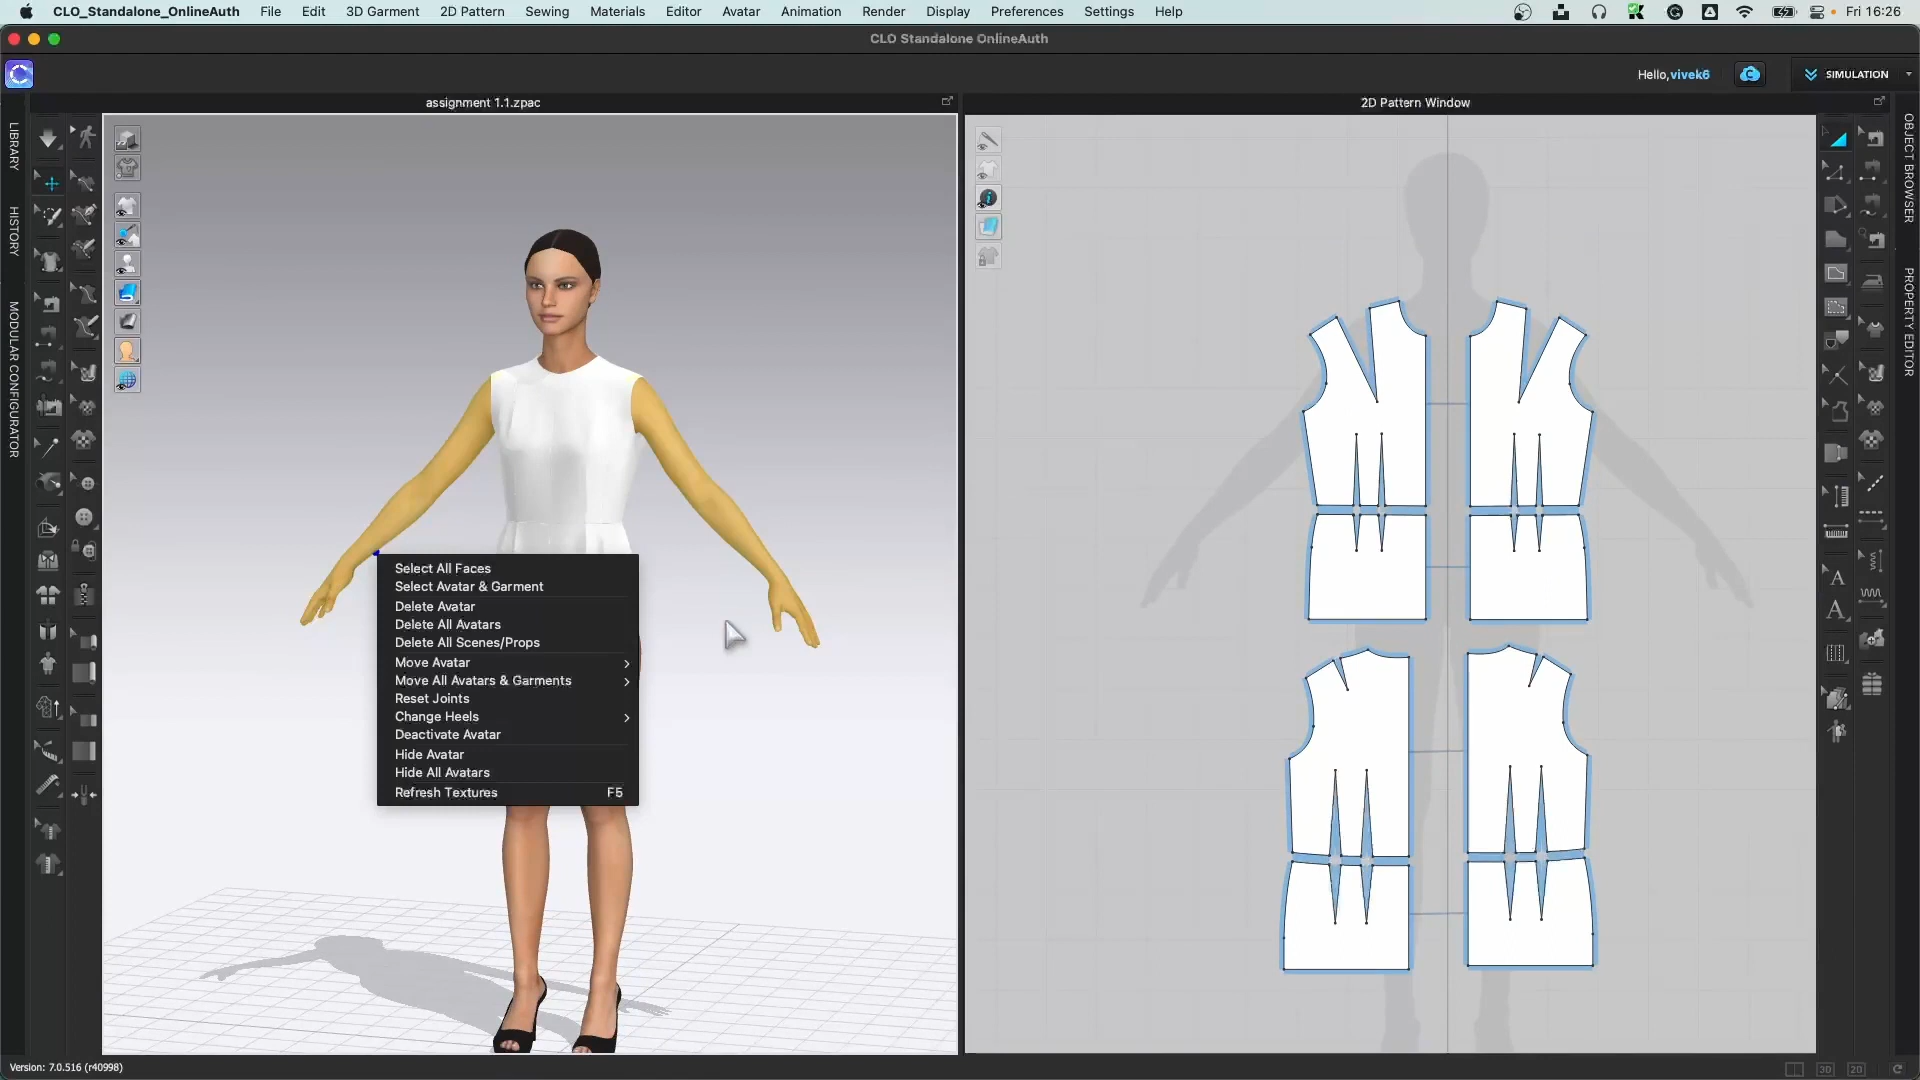 CLO_Standalone_OnlineAuth File Edit 3D Garment 2D Pattern Sewing Materials Editor Avatar Animation Render Display Preferences Settings Help Fri 16:26
CLO Standalone OnlineAuth
Hello,vivek6 SIMULATION
assignment 1.1.zpac
2D Pattern Window
LIBRARY
HISTORY
MODULAR CONFIGURATOR
OBJECT BROWSER
PROPERTY EDITOR
Select All Faces
Select Avatar & Garment
Delete Avatar
Delete All Avatars
Delete All Scenes/Props
Move Avatar
Move All Avatars & Garments
Reset Joints
Change Heels
Deactivate Avatar
Hide Avatar
Hide All Avatars
Refresh Textures F5
A
A
Version: 7.0.516 (r40998)
3D 2D